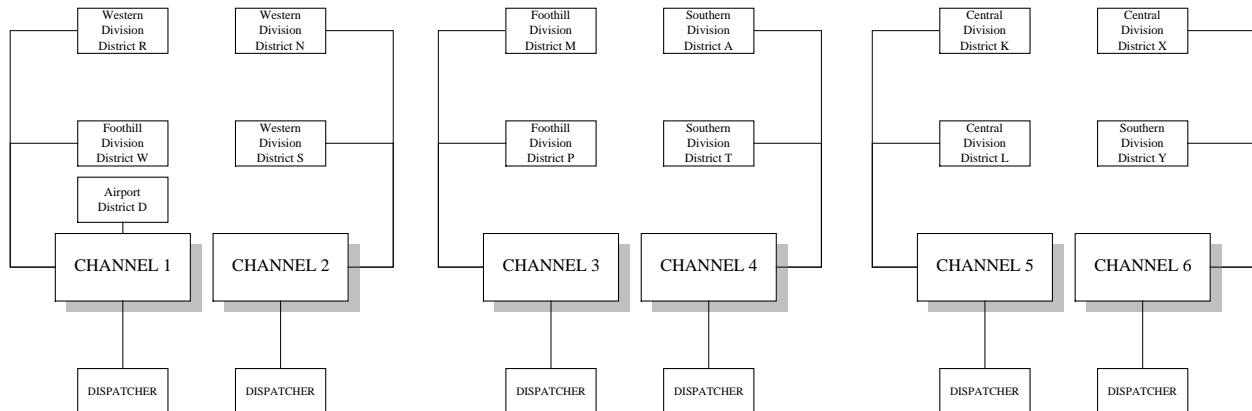 Western
Division
District R
Western
Division
District N
Foothill
Division
District M
Southern
Division
District A
Central
Division
District K
Central
Division
District X
Foothill
Division
District W
Western
Division
District S
Foothill
Division
District P
Southern
Division
District T
Central
Division
District L
Southern
Division
District Y
Airport
District D
CHANNEL 1
CHANNEL 2
CHANNEL 3
CHANNEL 4
CHANNEL 5
CHANNEL 6
DISPATCHER
DISPATCHER
DISPATCHER
DISPATCHER
DISPATCHER
DISPATCHER